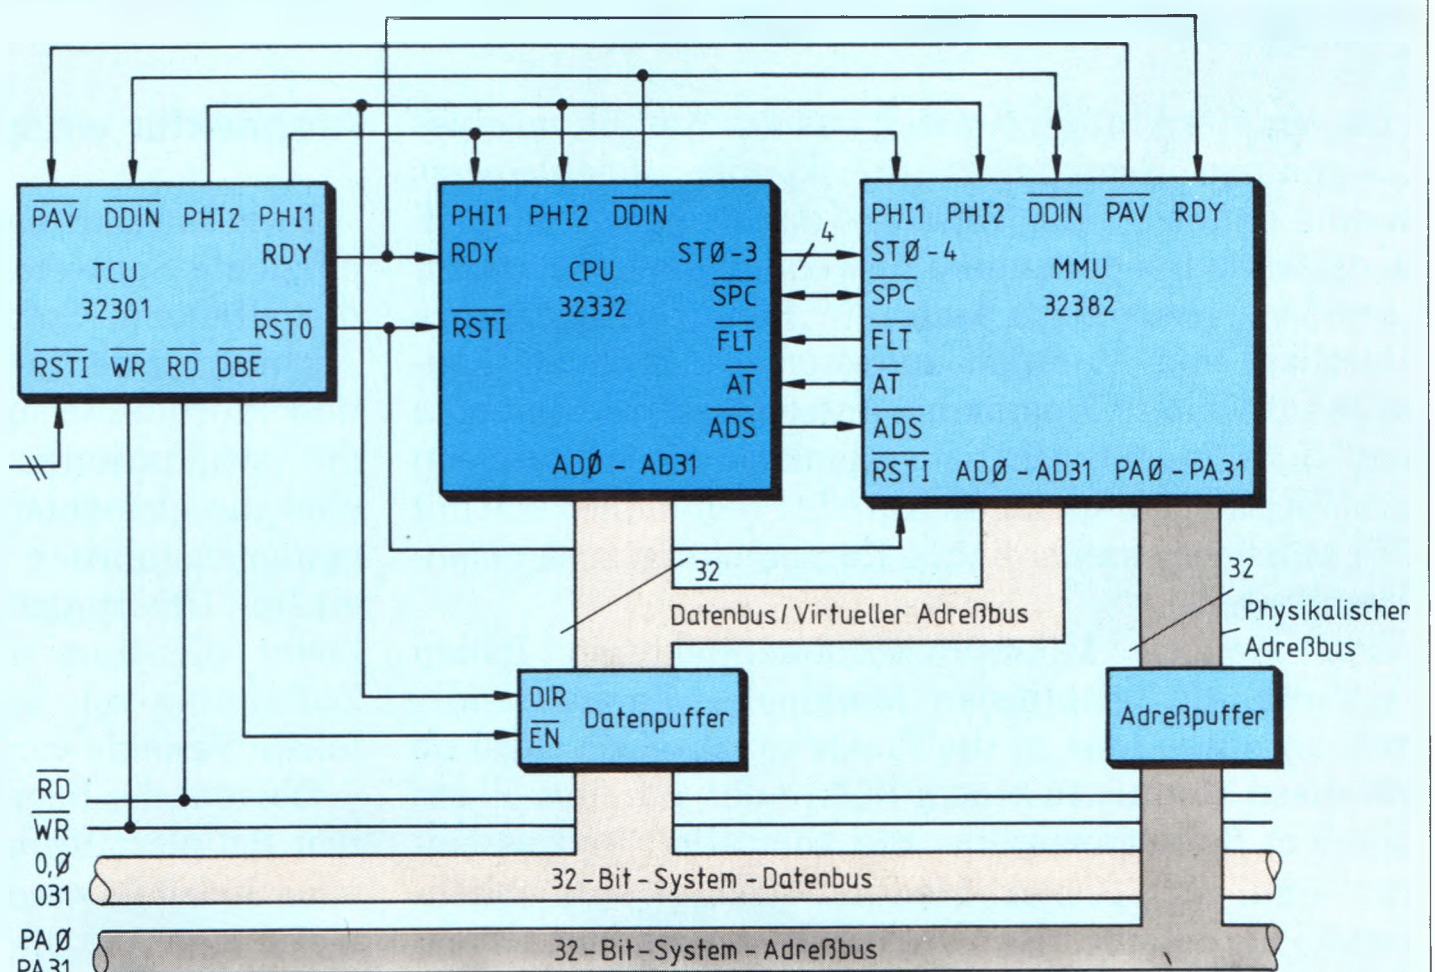 PAV DDIN PHI2 PHI1
RDY
TCU
32301
RSTO
RSTI WR RD DBE
PHI1 PHI2 DDIN
RDY
CPU
32332
RSTI
STØ-3
SPC
FLT
AT
ADS
ADØ - AD31
4
PHI1 PHI2 DDIN PAV RDY
STØ-4
MMU
32382
SPC
FLT
AT
ADS
RSTI ADØ - AD31 PAØ - PA31
32
Datenbus / Virtueller Adreßbus
32
Physikalischer
Adreßbus
DIR
EN
Datenpuffer
Adreßpuffer
RD
WR
0,Ø
031
32-Bit-System-Datenbus
PAØ
PA31
32-Bit-System-Adreßbus